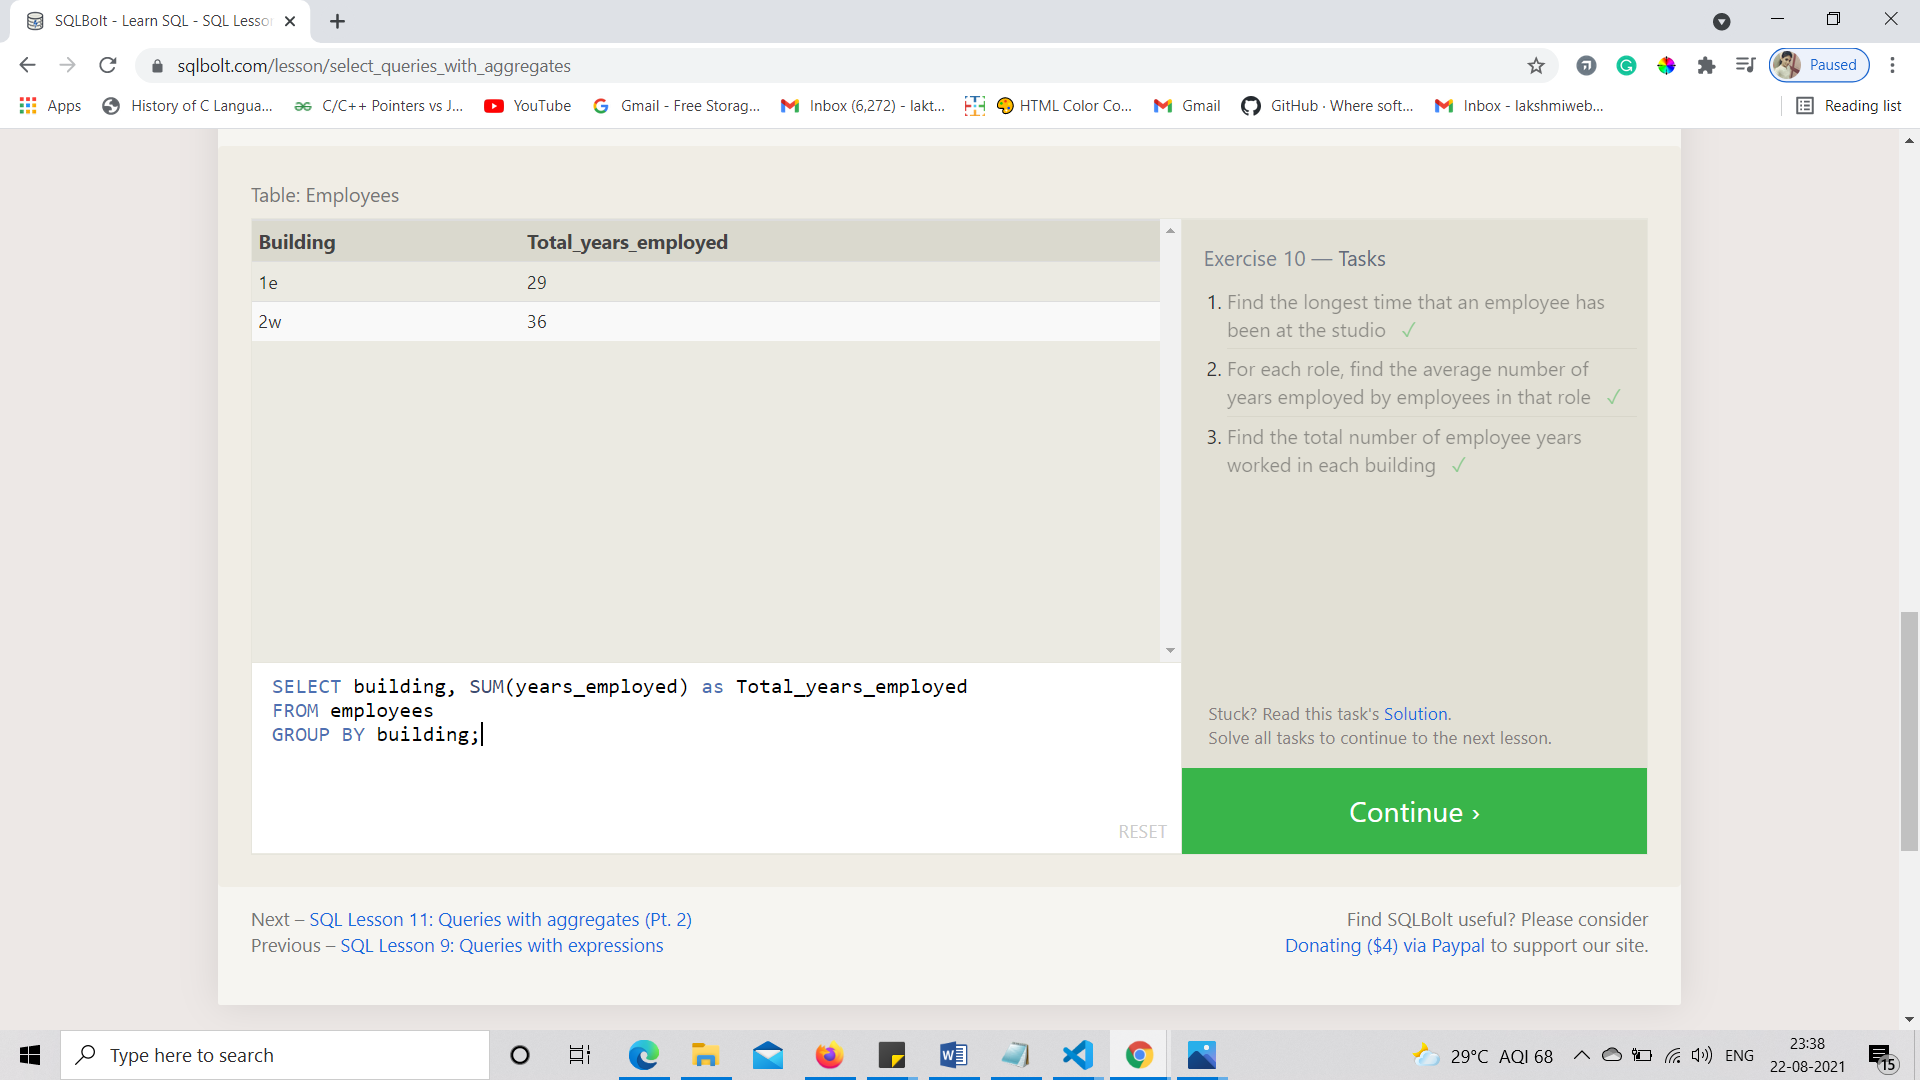 SQLBolt - Learn SQL - SQL Lesson
sqlbolt.com/lesson/select_queries_with_aggregates
Paused
Apps
History of C Langua...
C/C++ Pointers vs J...
YouTube
Gmail - Free Storag...
Inbox (6,272) - lakt...
HTML Color Co...
Gmail
GitHub · Where soft...
Inbox - lakshmiweb...
Reading list
Table: Employees
Building Total_years_employed
1e 29
2w 36
Exercise 10 — Tasks
1. Find the longest time that an employee has
been at the studio ✓
2. For each role, find the average number of
years employed by employees in that role ✓
3. Find the total number of employee years
worked in each building ✓
SELECT building, SUM(years_employed) as Total_years_employed
FROM employees
GROUP BY building;
RESET
Stuck? Read this task's Solution.
Solve all tasks to continue to the next lesson.
Continue ›
Next – SQL Lesson 11: Queries with aggregates (Pt. 2)
Previous – SQL Lesson 9: Queries with expressions
Find SQLBolt useful? Please consider
Donating ($4) via Paypal to support our site.
Type here to search
29°C AQI 68
ENG
23:38
22-08-2021
15